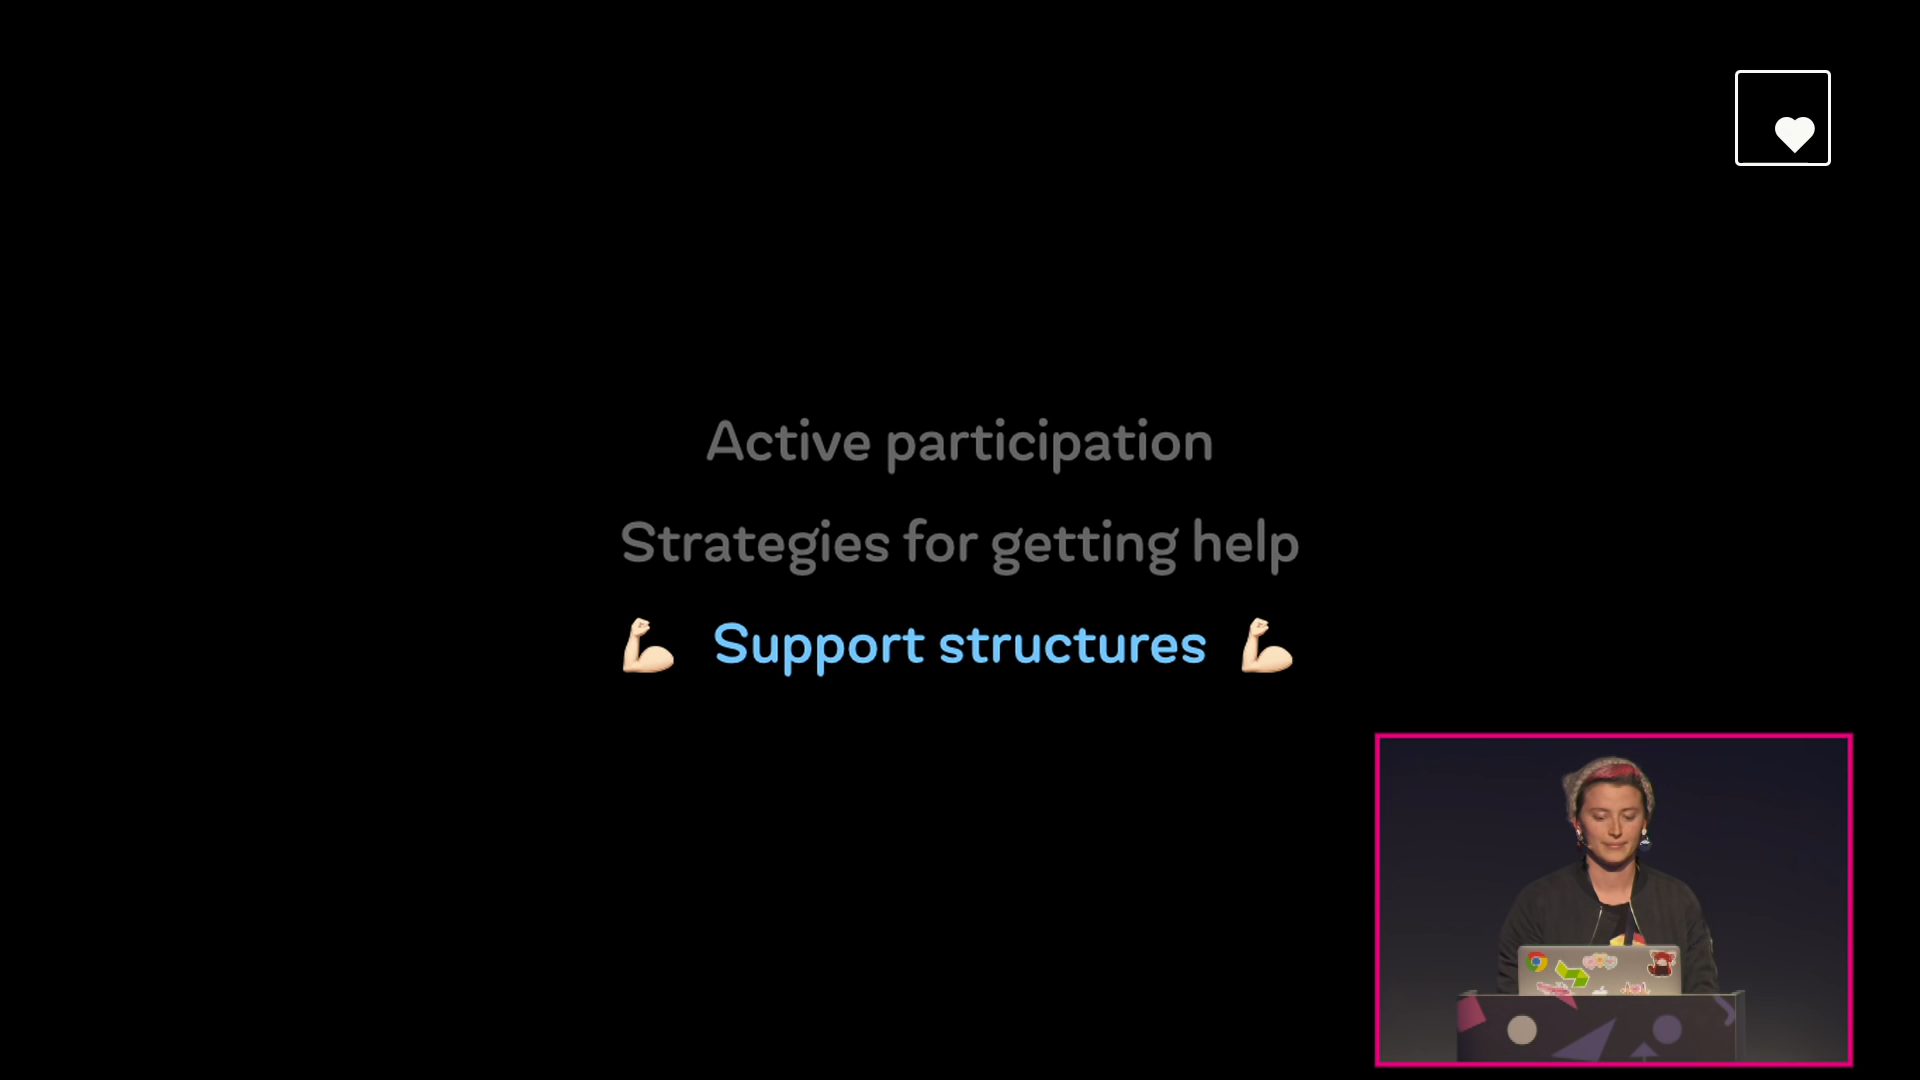 Active participation
Strategies for getting help
💪🏻 Support structures 💪🏻